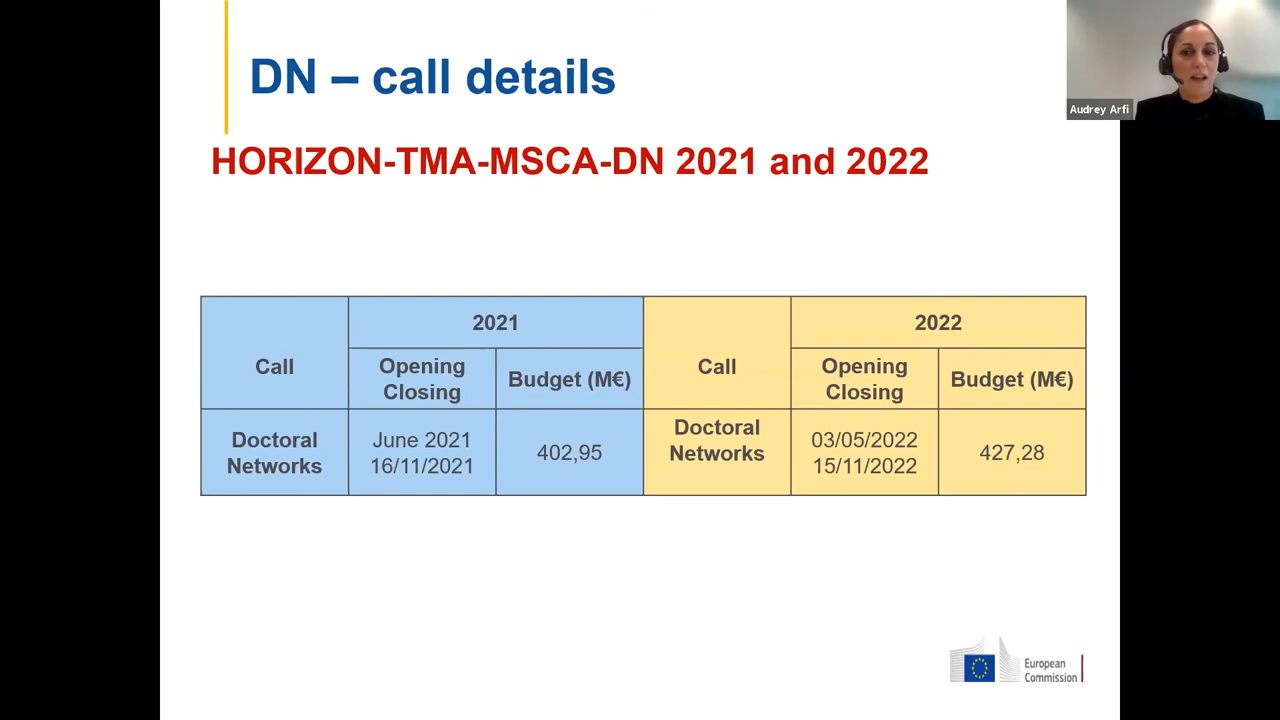 DN – call details
Audrey Arfi
HORIZON-TMA-MSCA-DN 2021 and 2022
2021
2022
Call
Opening
Closing
Budget (M€)
Call
Opening
Closing
Budget (M€)
Doctoral
Networks
June 2021
16/11/2021
402,95
Doctoral
Networks
03/05/2022
15/11/2022
427,28
European
Commission